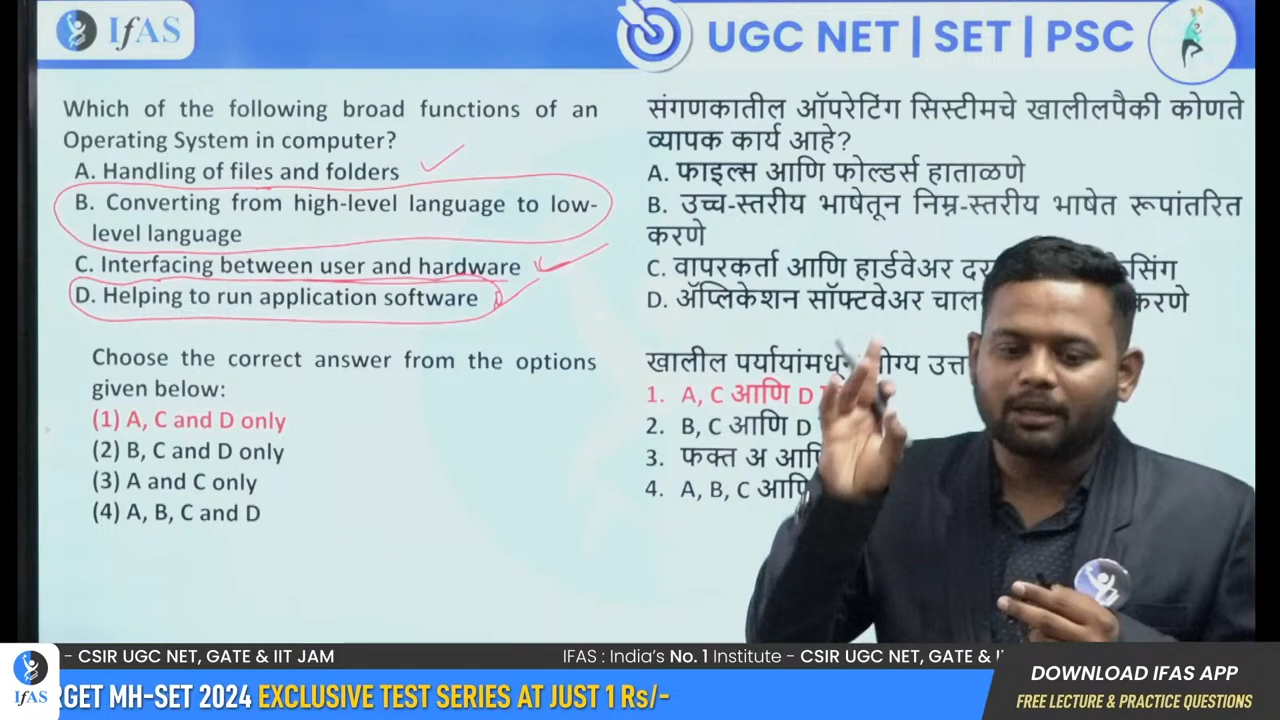 IfAS
UGC NET | SET | PSC
Which of the following broad functions of an
Operating System in computer?
A. Handling of files and folders
B. Converting from high-level language to low-
level language
C. Interfacing between user and hardware
D. Helping to run application software
Choose the correct answer from the options
given below:
(1) A, C and D only
(2) B, C and D only
(3) A and C only
(4) A, B, C and D
संगणकातील ऑपरेटिंग सिस्टीमचे खालीलपैकी कोणते
व्यापक कार्य आहे?
A. फाइल्स आणि फोल्डर्स हाताळणे
B. उच्च-स्तरीय भाषेतून निम्न-स्तरीय भाषेत रूपांतरित
करणे
C. वापरकर्ता आणि हार्डवेअर
D. ॲप्लिकेशन सॉफ्टवेअर करणे
खालील पर्यायांमधून योग्य
1. A, C आणि D
2. B, C आणि D
3. फक्त अ
4. A, B, C
- CSIR UGC NET, GATE & IIT JAM
IFAS : India's No. 1 Institute - CSIR UGC NET, GATE &
IfAS
MH-SET 2024 EXCLUSIVE TEST SERIES AT JUST 1 Rs/-
DOWNLOAD IFAS APP
FREE LECTURE & PRACTICE QUESTIONS